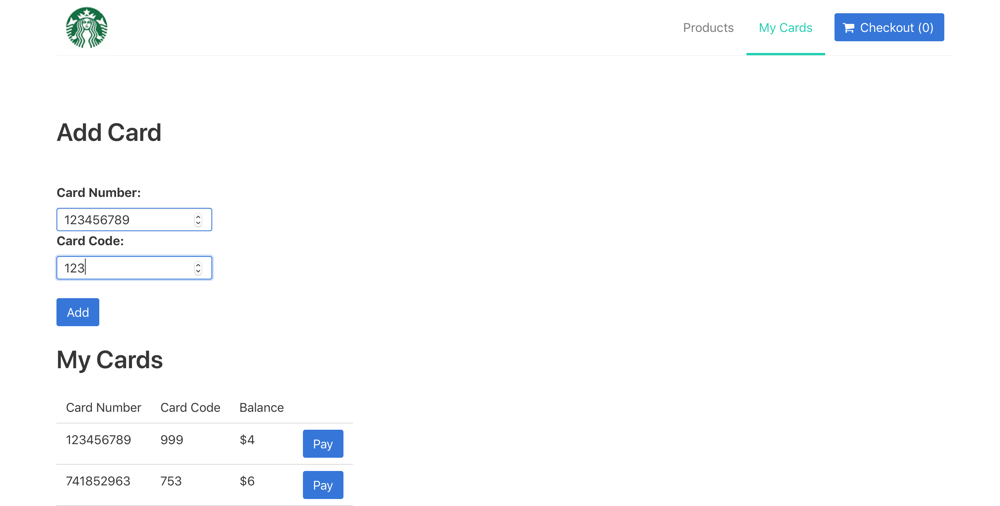 Products My Cards Checkout (0)
Add Card
Card Number:
123456789
Card Code:
123
Add
My Cards
Card Number Card Code Balance
123456789 999 $4 Pay
741852963 753 $6 Pay